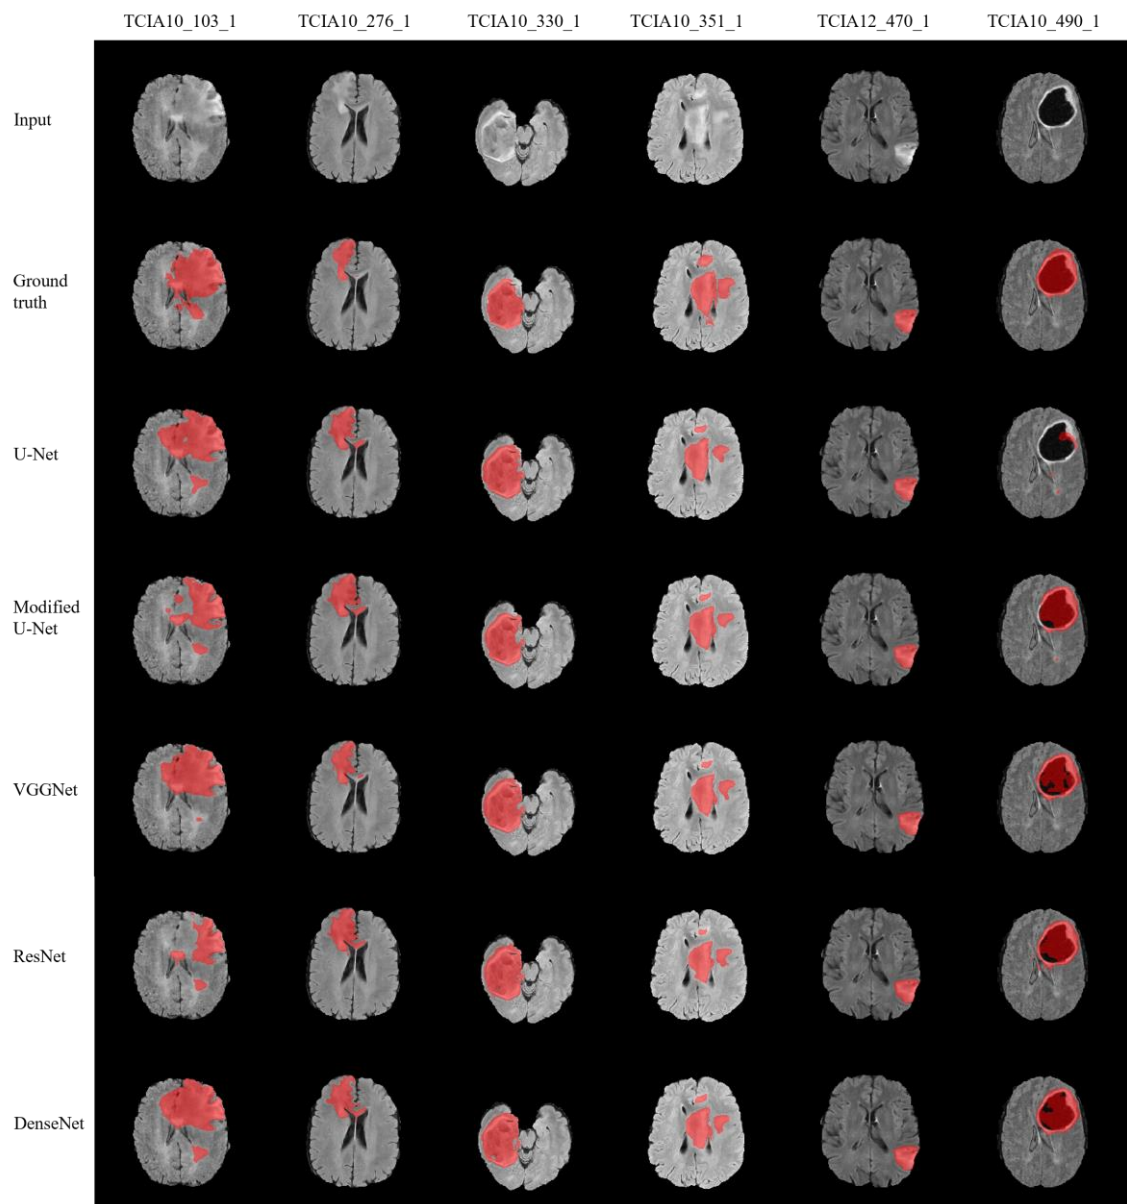 TCIA10_103_1 TCIA10_276_1 TCIA10_330_1 TCIA10_351_1 TCIA12_470_1 TCIA10_490_1
Input
Ground
truth
U-Net
Modified
U-Net
VGGNet
ResNet
DenseNet